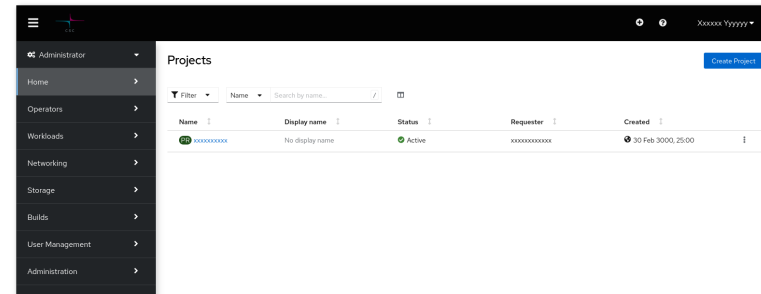 Xxxxxx Yyyyyy
Administrator
Projects
Create Project
Home
Filter Name Search by name... /
Operators
Name Display name Status Requester Created
Workloads
PR xxxxxxxxxx No display name Active xxxxxxxxxxxx 30 Feb 3000, 25:00
Networking
Storage
Builds
User Management
Administration